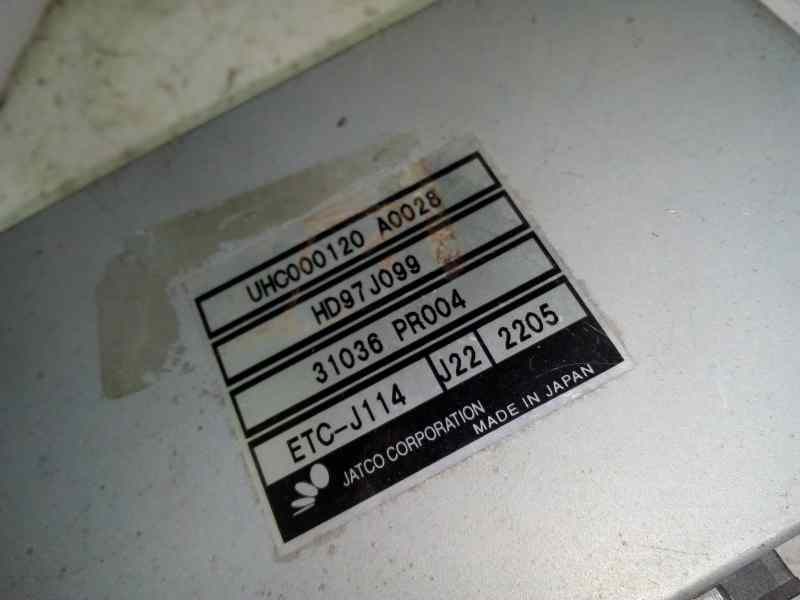 UHC000120 A0028
HD97J099
31036 PR004
ETC-J114 J22 2205
JATCO CORPORATION
MADE IN JAPAN